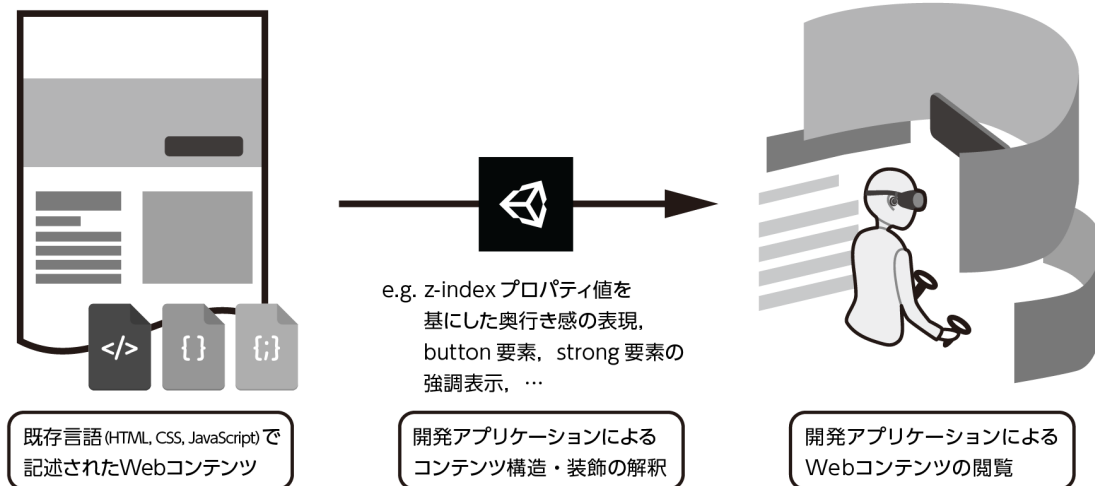 </>
{ }
{;}
e.g. z-index プロパティ値を
基にした奥行き感の表現，
button 要素，strong 要素の
強調表示，…
既存言語(HTML, CSS, JavaScript)で
記述されたWebコンテンツ
開発アプリケーションによる
コンテンツ構造・装飾の解釈
開発アプリケーションによる
Webコンテンツの閲覧